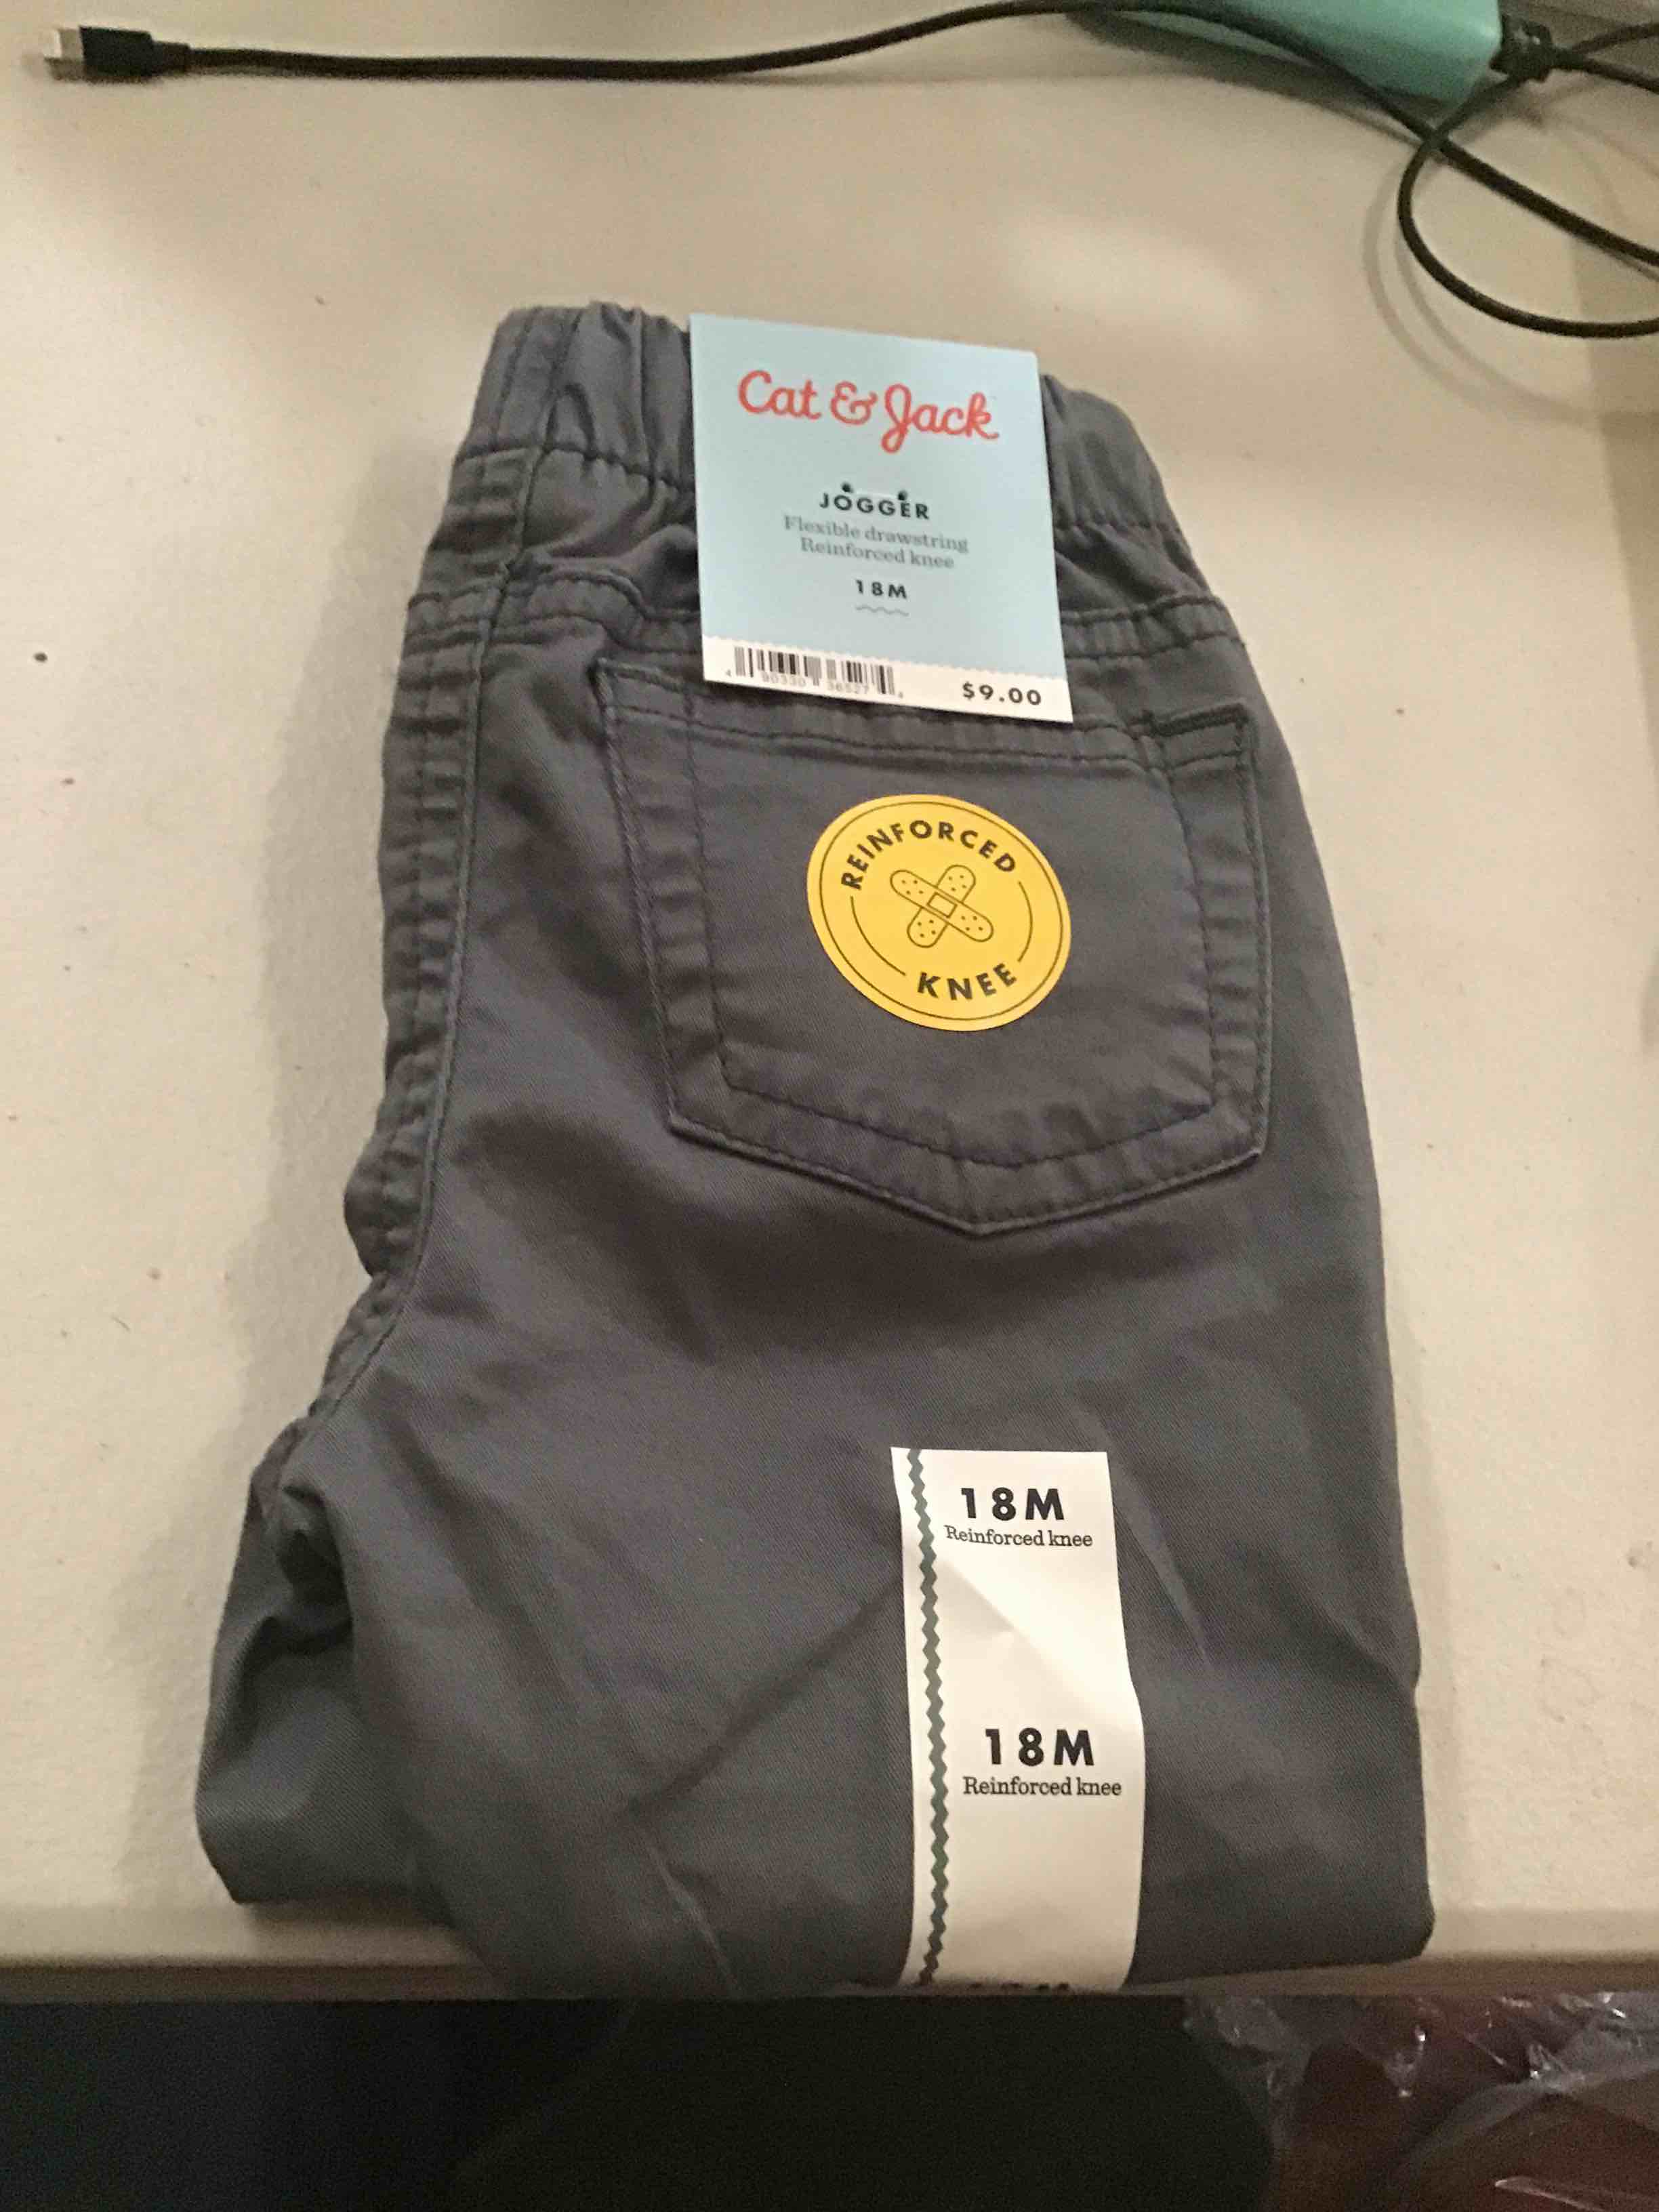 Cat & Jack
JOGGER
Flexible drawstring
Reinforced knee
18M
$9.00
REINFORCED
KNEE
18M
Reinforced knee
18M
Reinforced knee